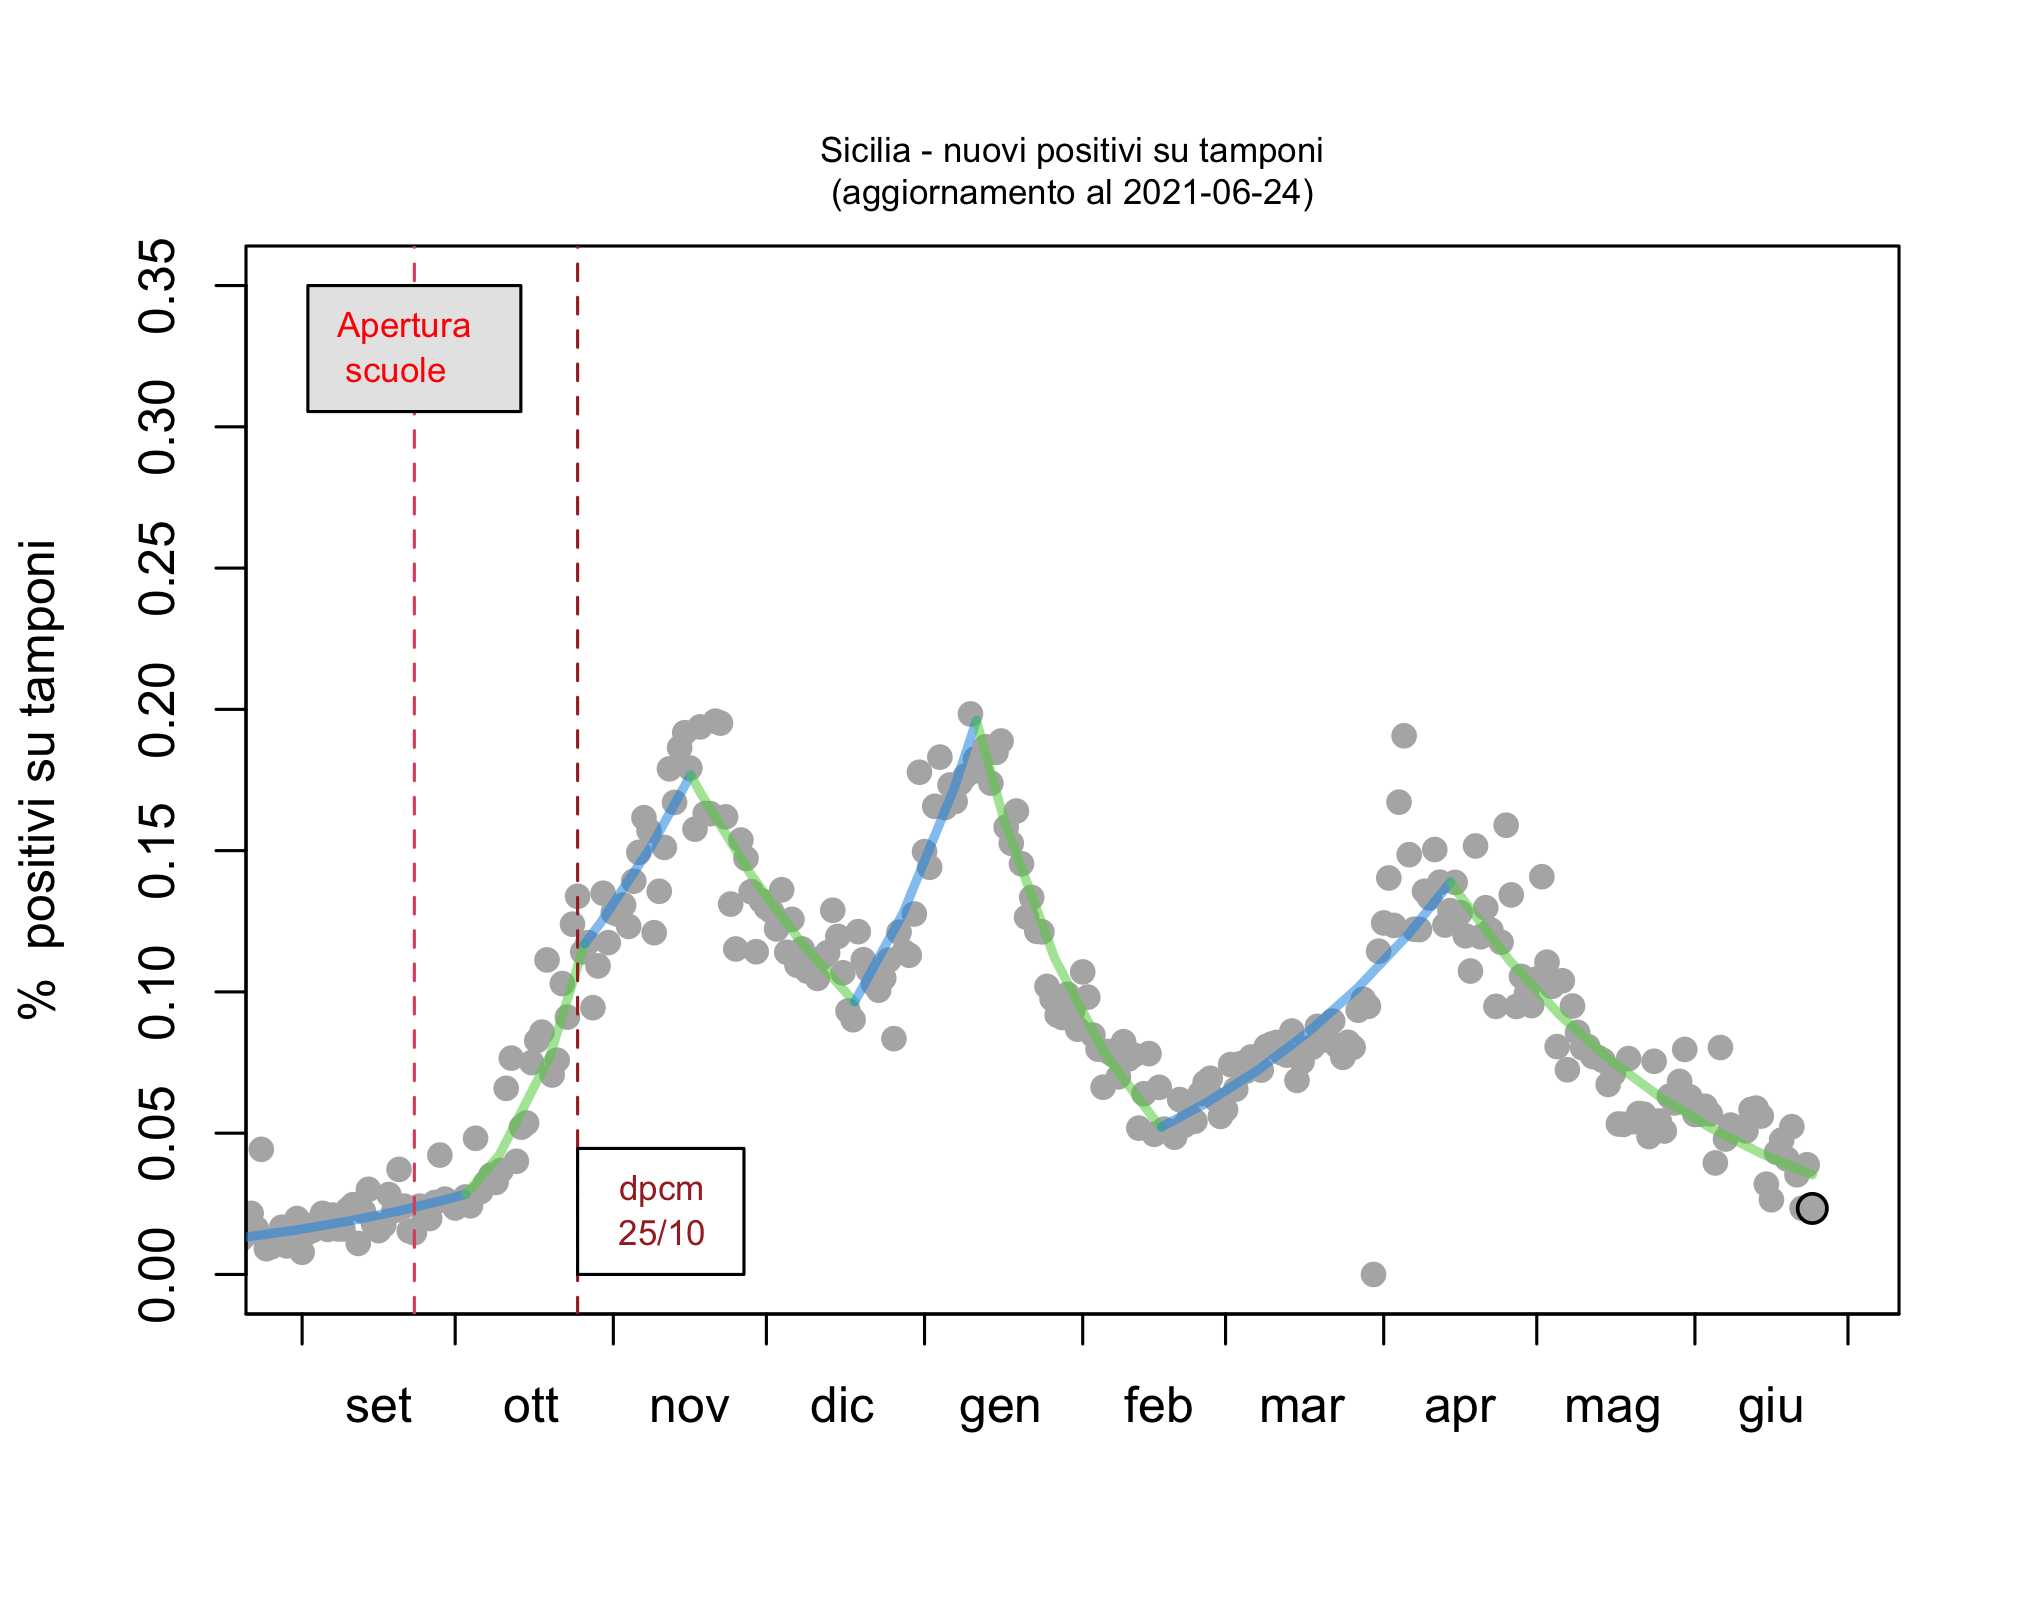 Sicilia - nuovi positivi su tamponi
(aggiornamento al 2021-06-24)
% positivi su tamponi
0.35
0.30
0.25
0.20
0.15
0.10
0.05
0.00
Apertura
scuole
dpcm
25/10
set ott nov dic gen feb mar apr mag giu